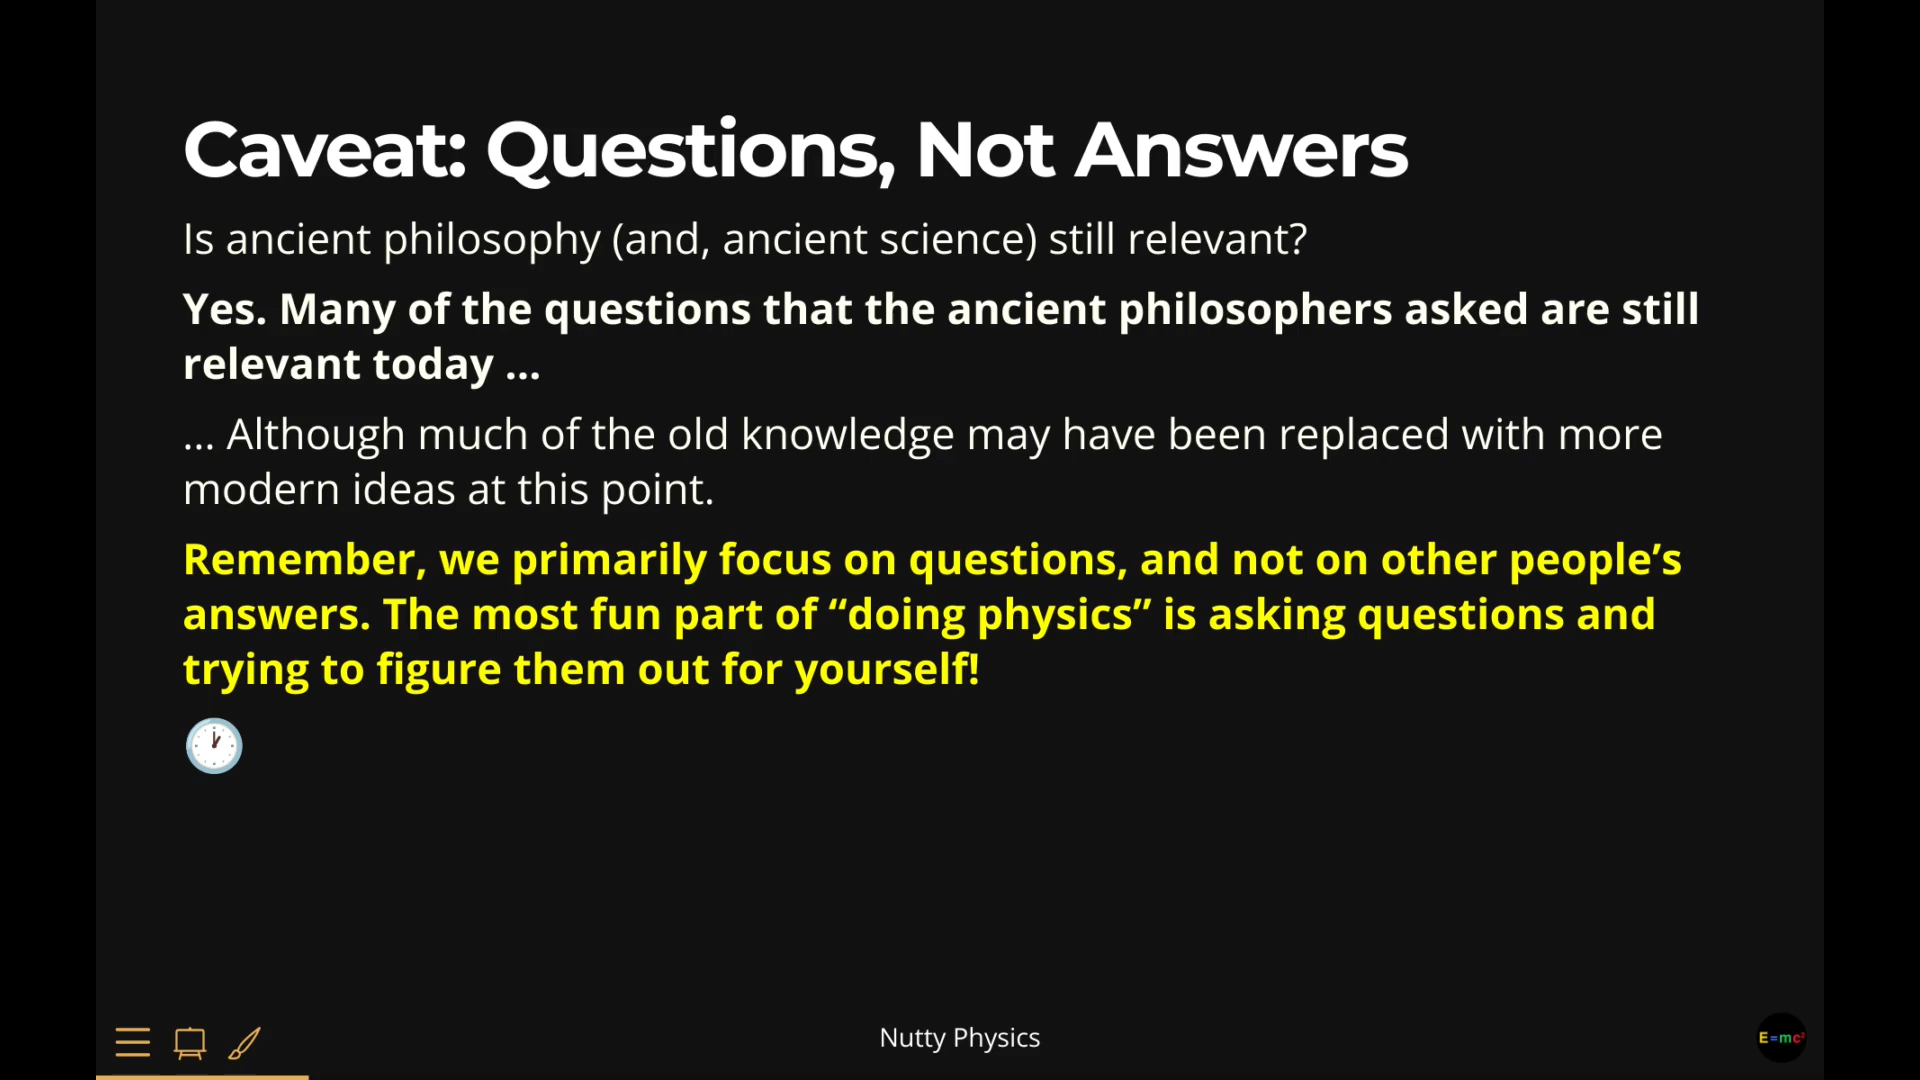 Caveat: Questions, Not Answers
Is ancient philosophy (and, ancient science) still relevant?
Yes. Many of the questions that the ancient philosophers asked are still
relevant today ...
... Although much of the old knowledge may have been replaced with more
modern ideas at this point.
Remember, we primarily focus on questions, and not on other people’s
answers. The most fun part of “doing physics” is asking questions and
trying to figure them out for yourself!
Nutty Physics
E=mc²